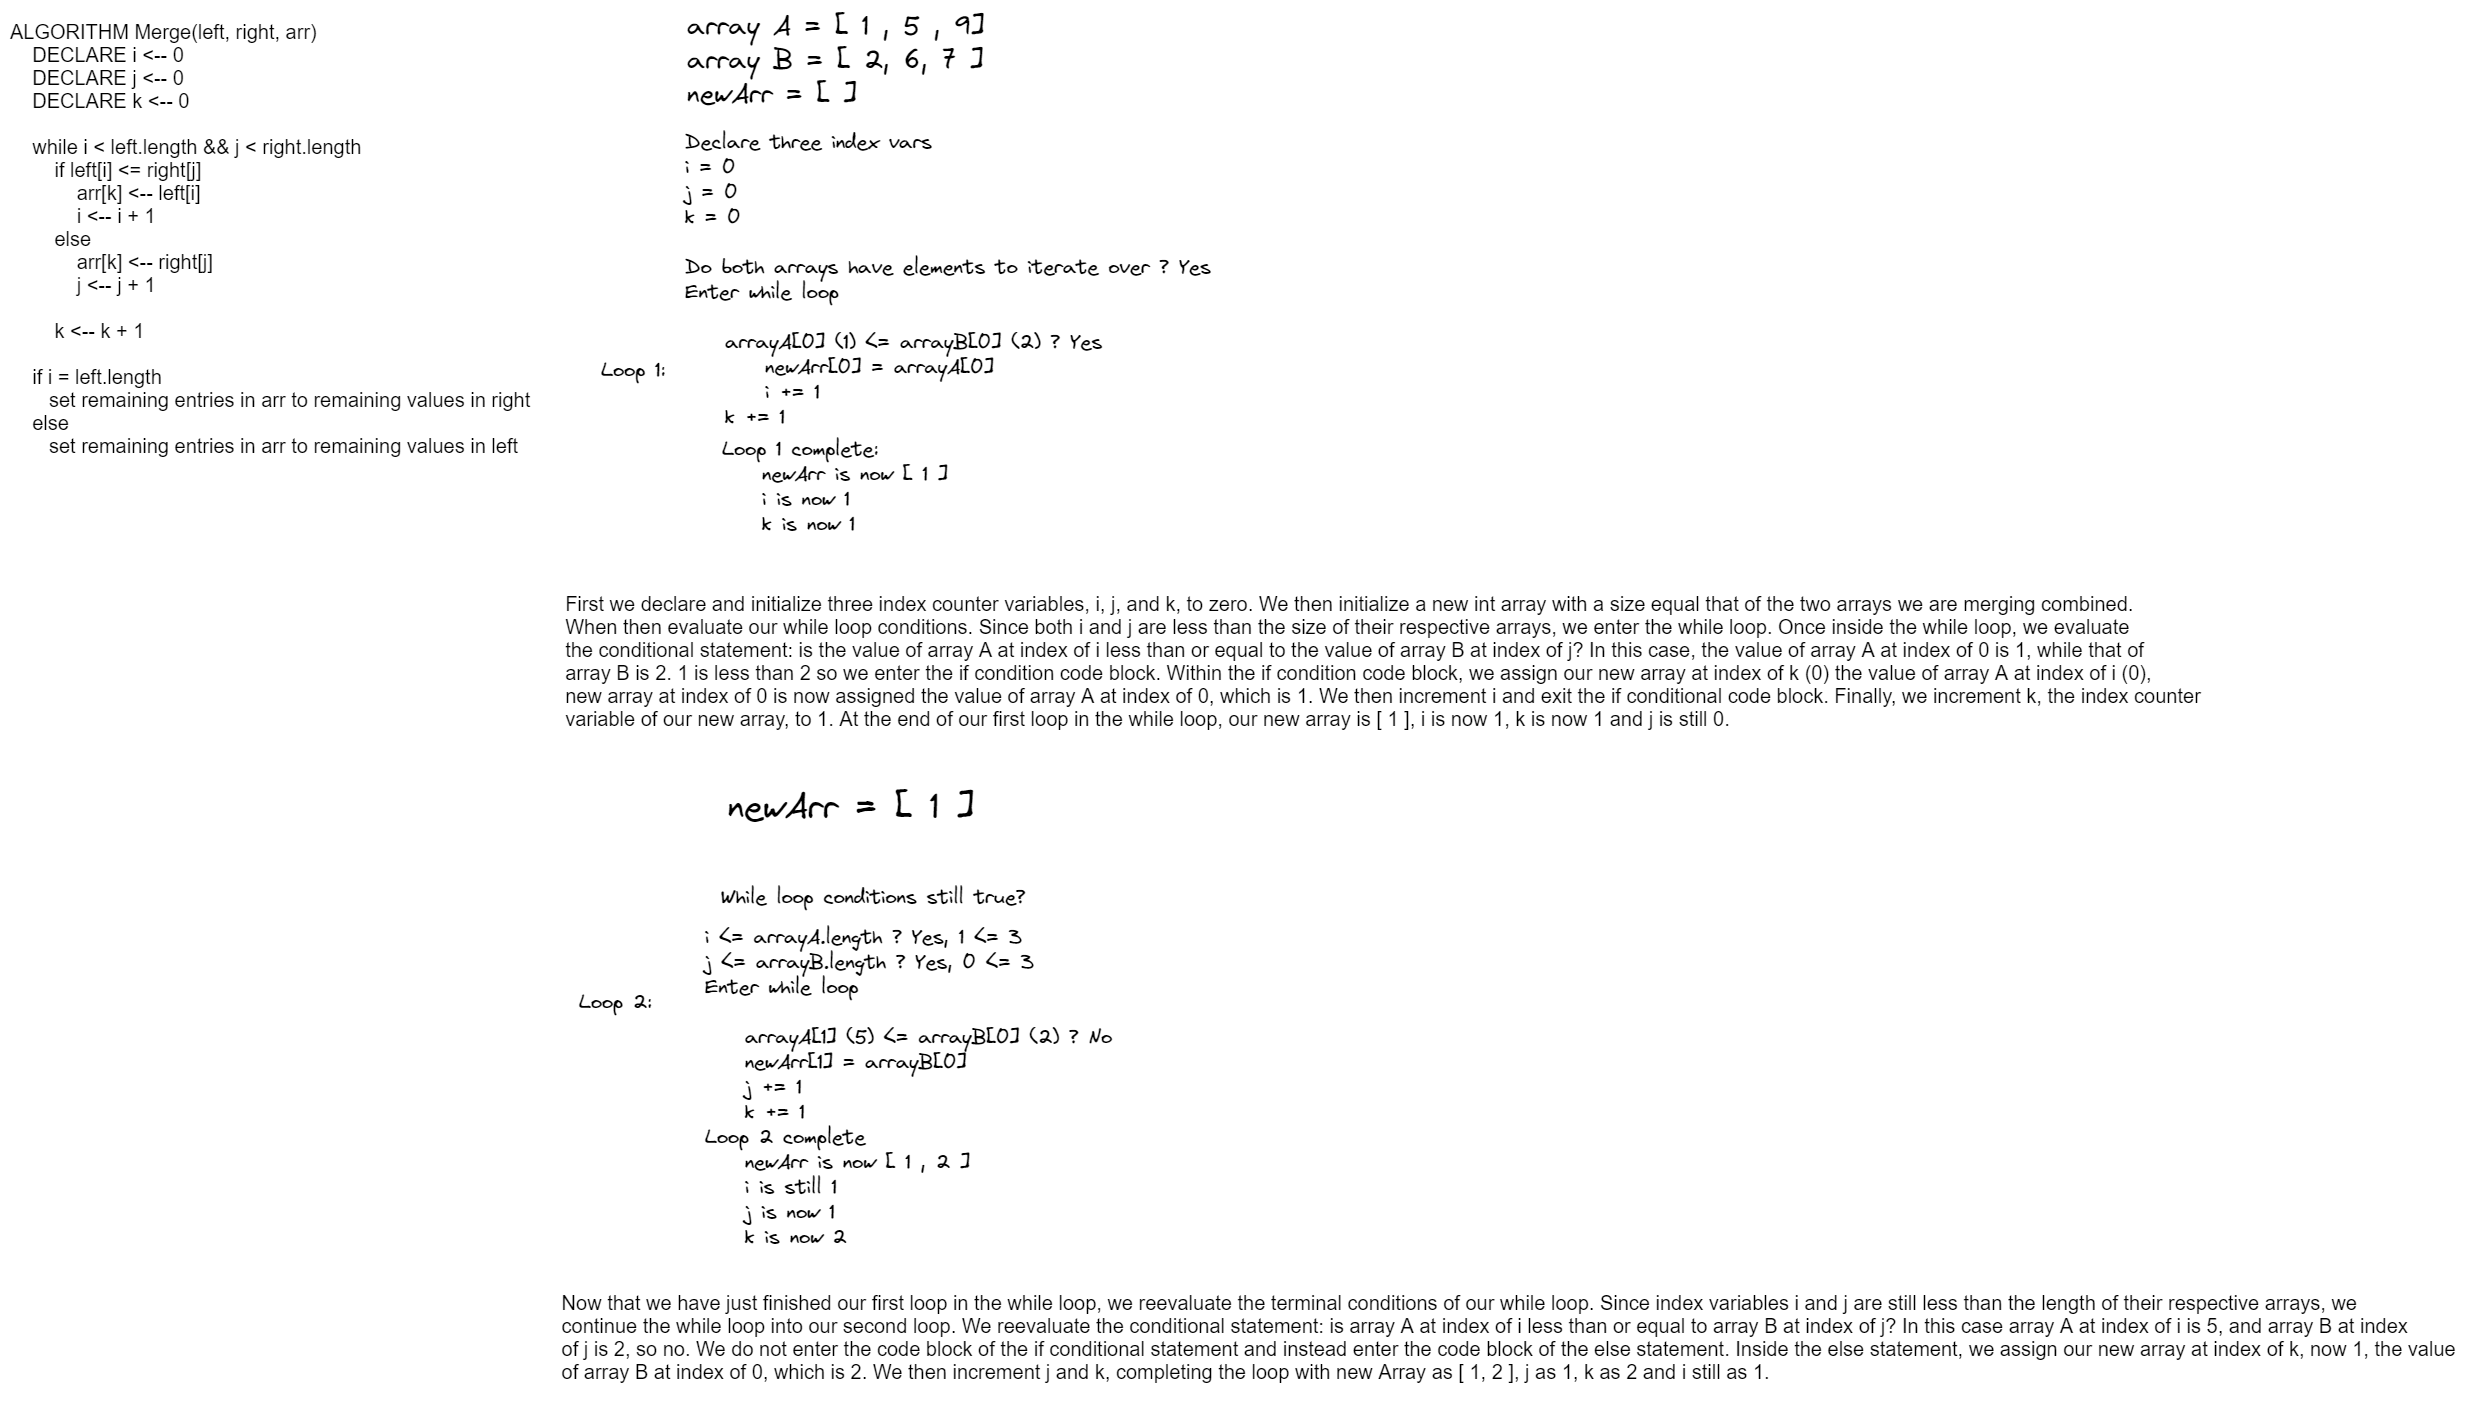 ALGORITHM Merge(left, right, arr)
DECLARE i <-- 0
DECLARE j <-- 0
DECLARE k <-- 0
while i < left.length && j < right.length
if left[i] <= right[j]
arr[k] <-- left[i]
i <-- i + 1
else
arr[k] <-- right[j]
j <-- j + 1
k <-- k + 1
if i = left.length
set remaining entries in arr to remaining values in right
else
set remaining entries in arr to remaining values in left
array A = [ 1 , 5 , 9]
array B = [ 2, 6, 7 ]
newArr = [ ]
Declare three index vars
i = 0
j = 0
k = 0
Do both arrays have elements to iterate over ? Yes
Enter while loop
Loop 1:
arrayA[0] (1) <= arrayB[0] (2) ? Yes
newArr[0] = arrayA[0]
i += 1
k += 1
Loop 1 complete:
newArr is now [ 1 ]
i is now 1
k is now 1
First we declare and initialize three index counter variables, i, j, and k, to zero. We then initialize a new int array with a size equal that of the two arrays we are merging combined.
When then evaluate our while loop conditions. Since both i and j are less than the size of their respective arrays, we enter the while loop. Once inside the while loop, we evaluate
the conditional statement: is the value of array A at index of i less than or equal to the value of array B at index of j? In this case, the value of array A at index of 0 is 1, while that of
array B is 2. 1 is less than 2 so we enter the if condition code block. Within the if condition code block, we assign our new array at index of k (0) the value of array A at index of i (0),
new array at index of 0 is now assigned the value of array A at index of 0, which is 1. We then increment i and exit the if conditional code block. Finally, we increment k, the index counter
variable of our new array, to 1. At the end of our first loop in the while loop, our new array is [ 1 ], i is now 1, k is now 1 and j is still 0.
newArr = [ 1 ]
While loop conditions still true?
i <= arrayA.length ? Yes, 1 <= 3
j <= arrayB.length ? Yes, 0 <= 3
Enter while loop
Loop 2:
arrayA[1] (5) <= arrayB[0] (2) ? No
newArr[1] = arrayB[0]
j += 1
k += 1
Loop 2 complete
newArr is now [ 1 , 2 ]
i is still 1
j is now 1
k is now 2
Now that we have just finished our first loop in the while loop, we reevaluate the terminal conditions of our while loop. Since index variables i and j are still less than the length of their respective arrays, we
continue the while loop into our second loop. We reevaluate the conditional statement: is array A at index of i less than or equal to array B at index of j? In this case array A at index of i is 5, and array B at index
of j is 2, so no. We do not enter the code block of the if conditional statement and instead enter the code block of the else statement. Inside the else statement, we assign our new array at index of k, now 1, the value
of array B at index of 0, which is 2. We then increment j and k, completing the loop with new Array as [ 1, 2 ], j as 1, k as 2 and i still as 1.